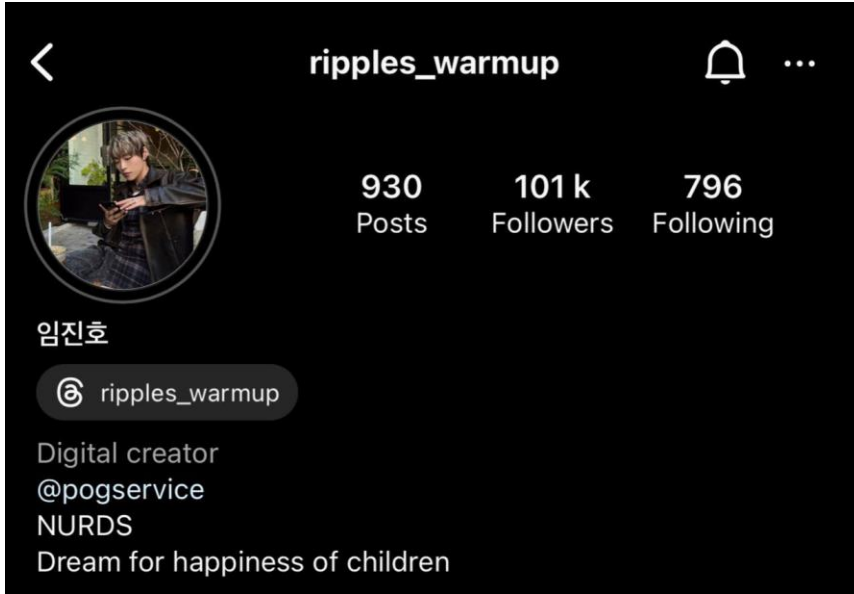 ripples_warmup
930 101 k 796
Posts Followers Following
임진호
ripples_warmup
Digital creator
@pogservice
NURDS
Dream for happiness of children